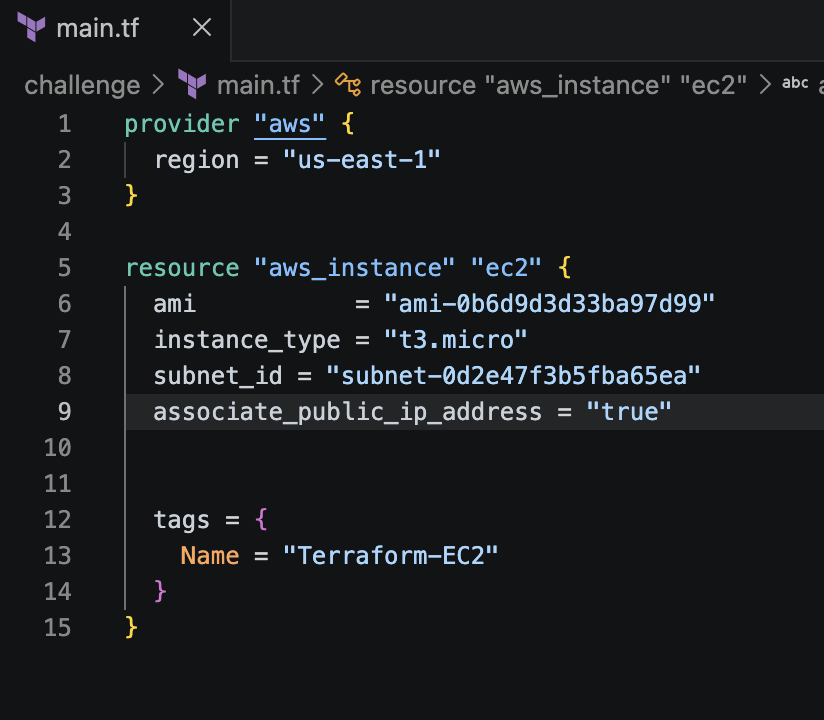 main.tf
challenge > main.tf > resource "aws_instance" "ec2" > abc
1 provider "aws" {
2   region = "us-east-1"
3 }
4
5 resource "aws_instance" "ec2" {
6   ami           = "ami-0b6d9d3d33ba97d99"
7   instance_type = "t3.micro"
8   subnet_id = "subnet-0d2e47f3b5fba65ea"
9   associate_public_ip_address = "true"
10
11
12   tags = {
13     Name = "Terraform-EC2"
14   }
15 }